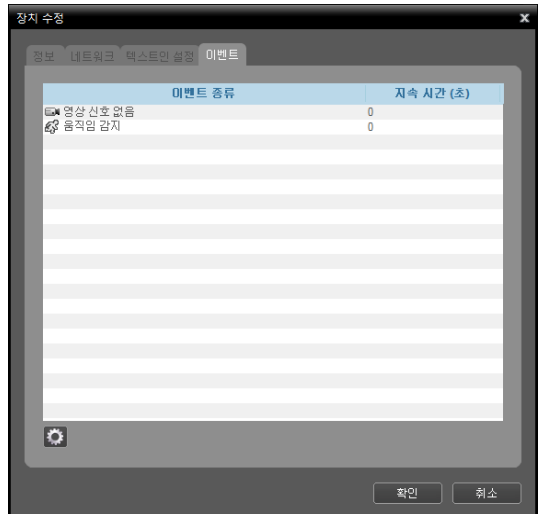 장치 수정
정보 네트워크 텍스트인 설정 이벤트
이벤트 종류 지속 시간 (초)
영상 신호 없음 0
움직임 감지 0
확인 취소